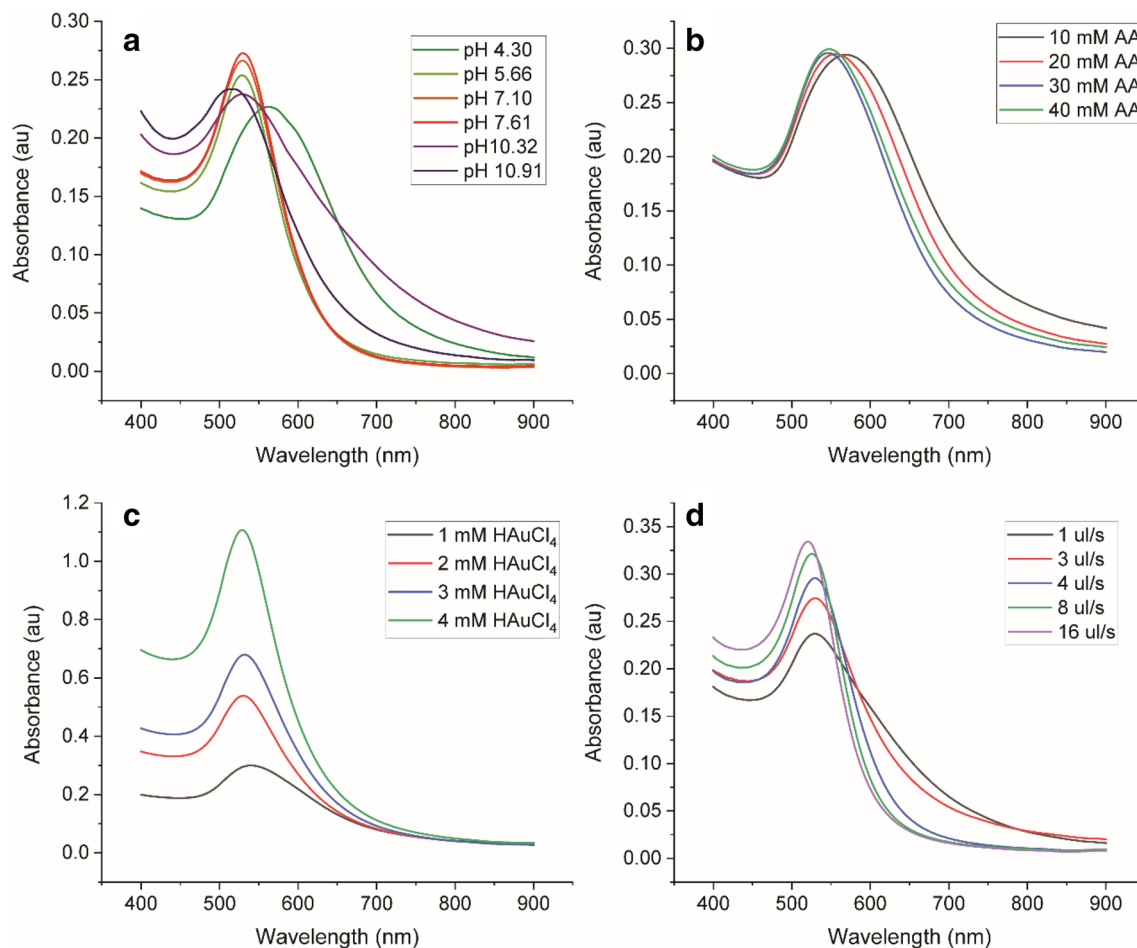 a
0.30
0.25
0.20
0.15
0.10
0.05
0.00
Absorbance (au)
400 500 600 700 800 900
Wavelength (nm)
pH 4.30
pH 5.66
pH 7.10
pH 7.61
pH10.32
pH 10.91
b
0.30
0.25
0.20
0.15
0.10
0.05
0.00
Absorbance (au)
400 500 600 700 800 900
Wavelength (nm)
10 mM AA
20 mM AA
30 mM AA
40 mM AA
c
1.2
1.0
0.8
0.6
0.4
0.2
0.0
Absorbance (au)
400 500 600 700 800 900
Wavelength (nm)
1 mM HAuCl₄
2 mM HAuCl₄
3 mM HAuCl₄
4 mM HAuCl₄
d
0.35
0.30
0.25
0.20
0.15
0.10
0.05
0.00
Absorbance (au)
400 500 600 700 800 900
Wavelength (nm)
1 ul/s
3 ul/s
4 ul/s
8 ul/s
16 ul/s